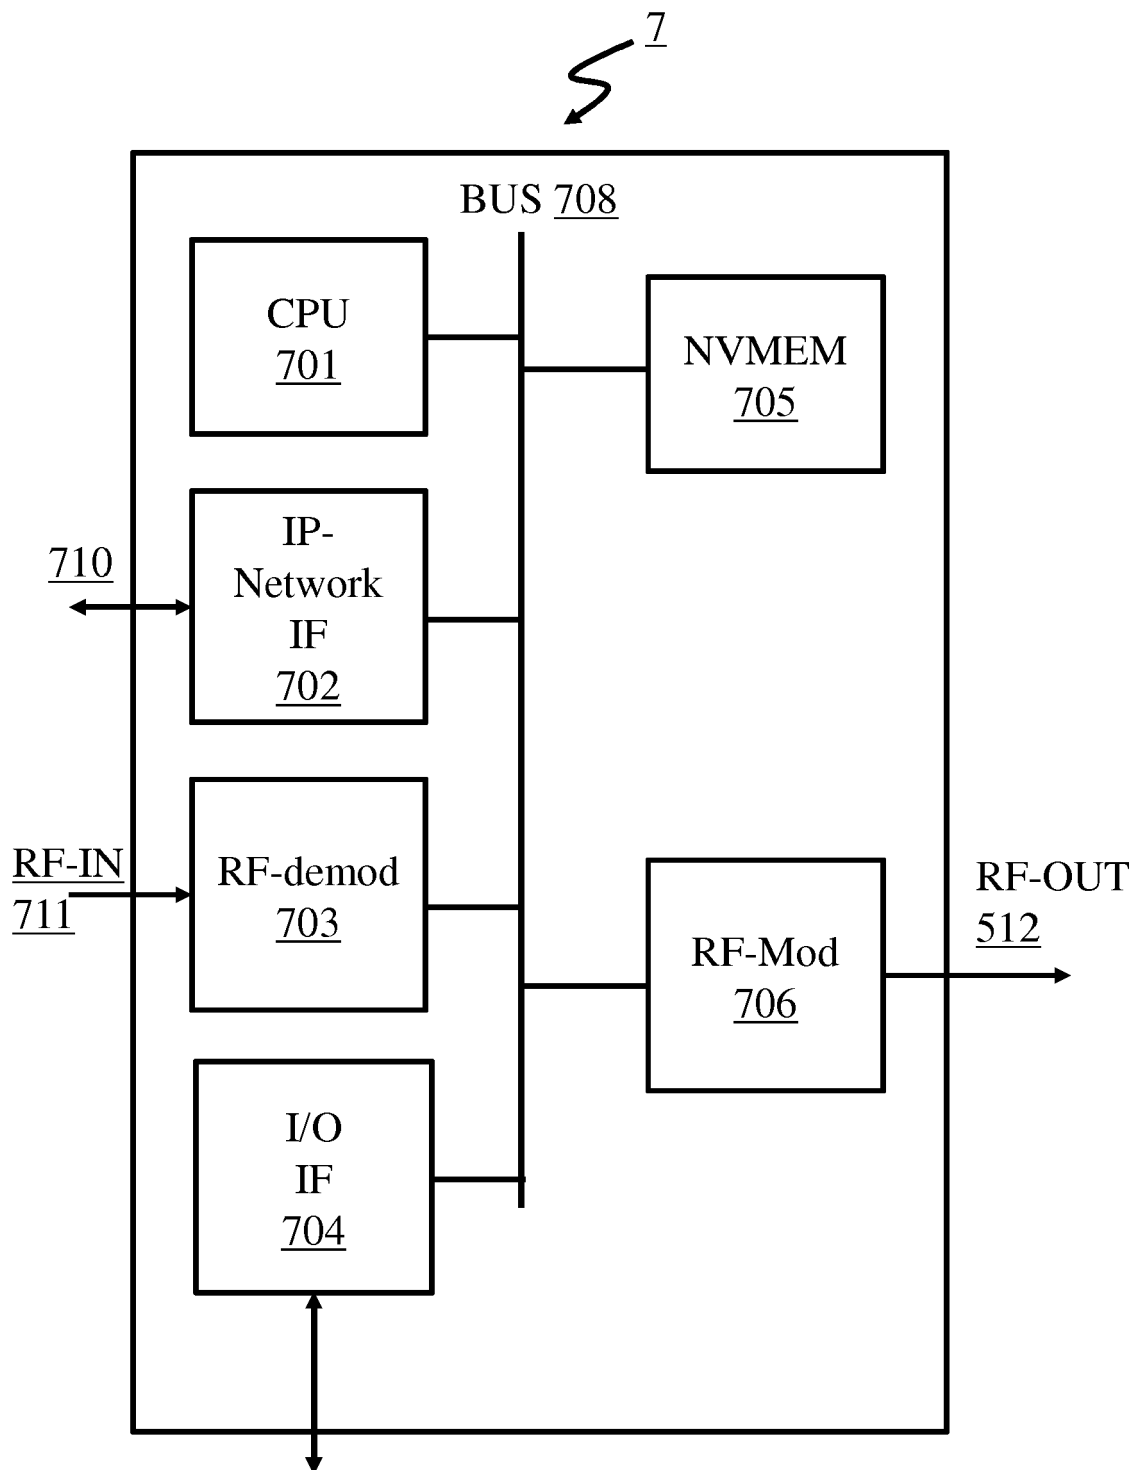 7
BUS 708
CPU
701
NVMEM
705
IP-
Network
IF
702
710
RF-IN
711
RF-demod
703
RF-Mod
706
RF-OUT
512
I/O
IF
704